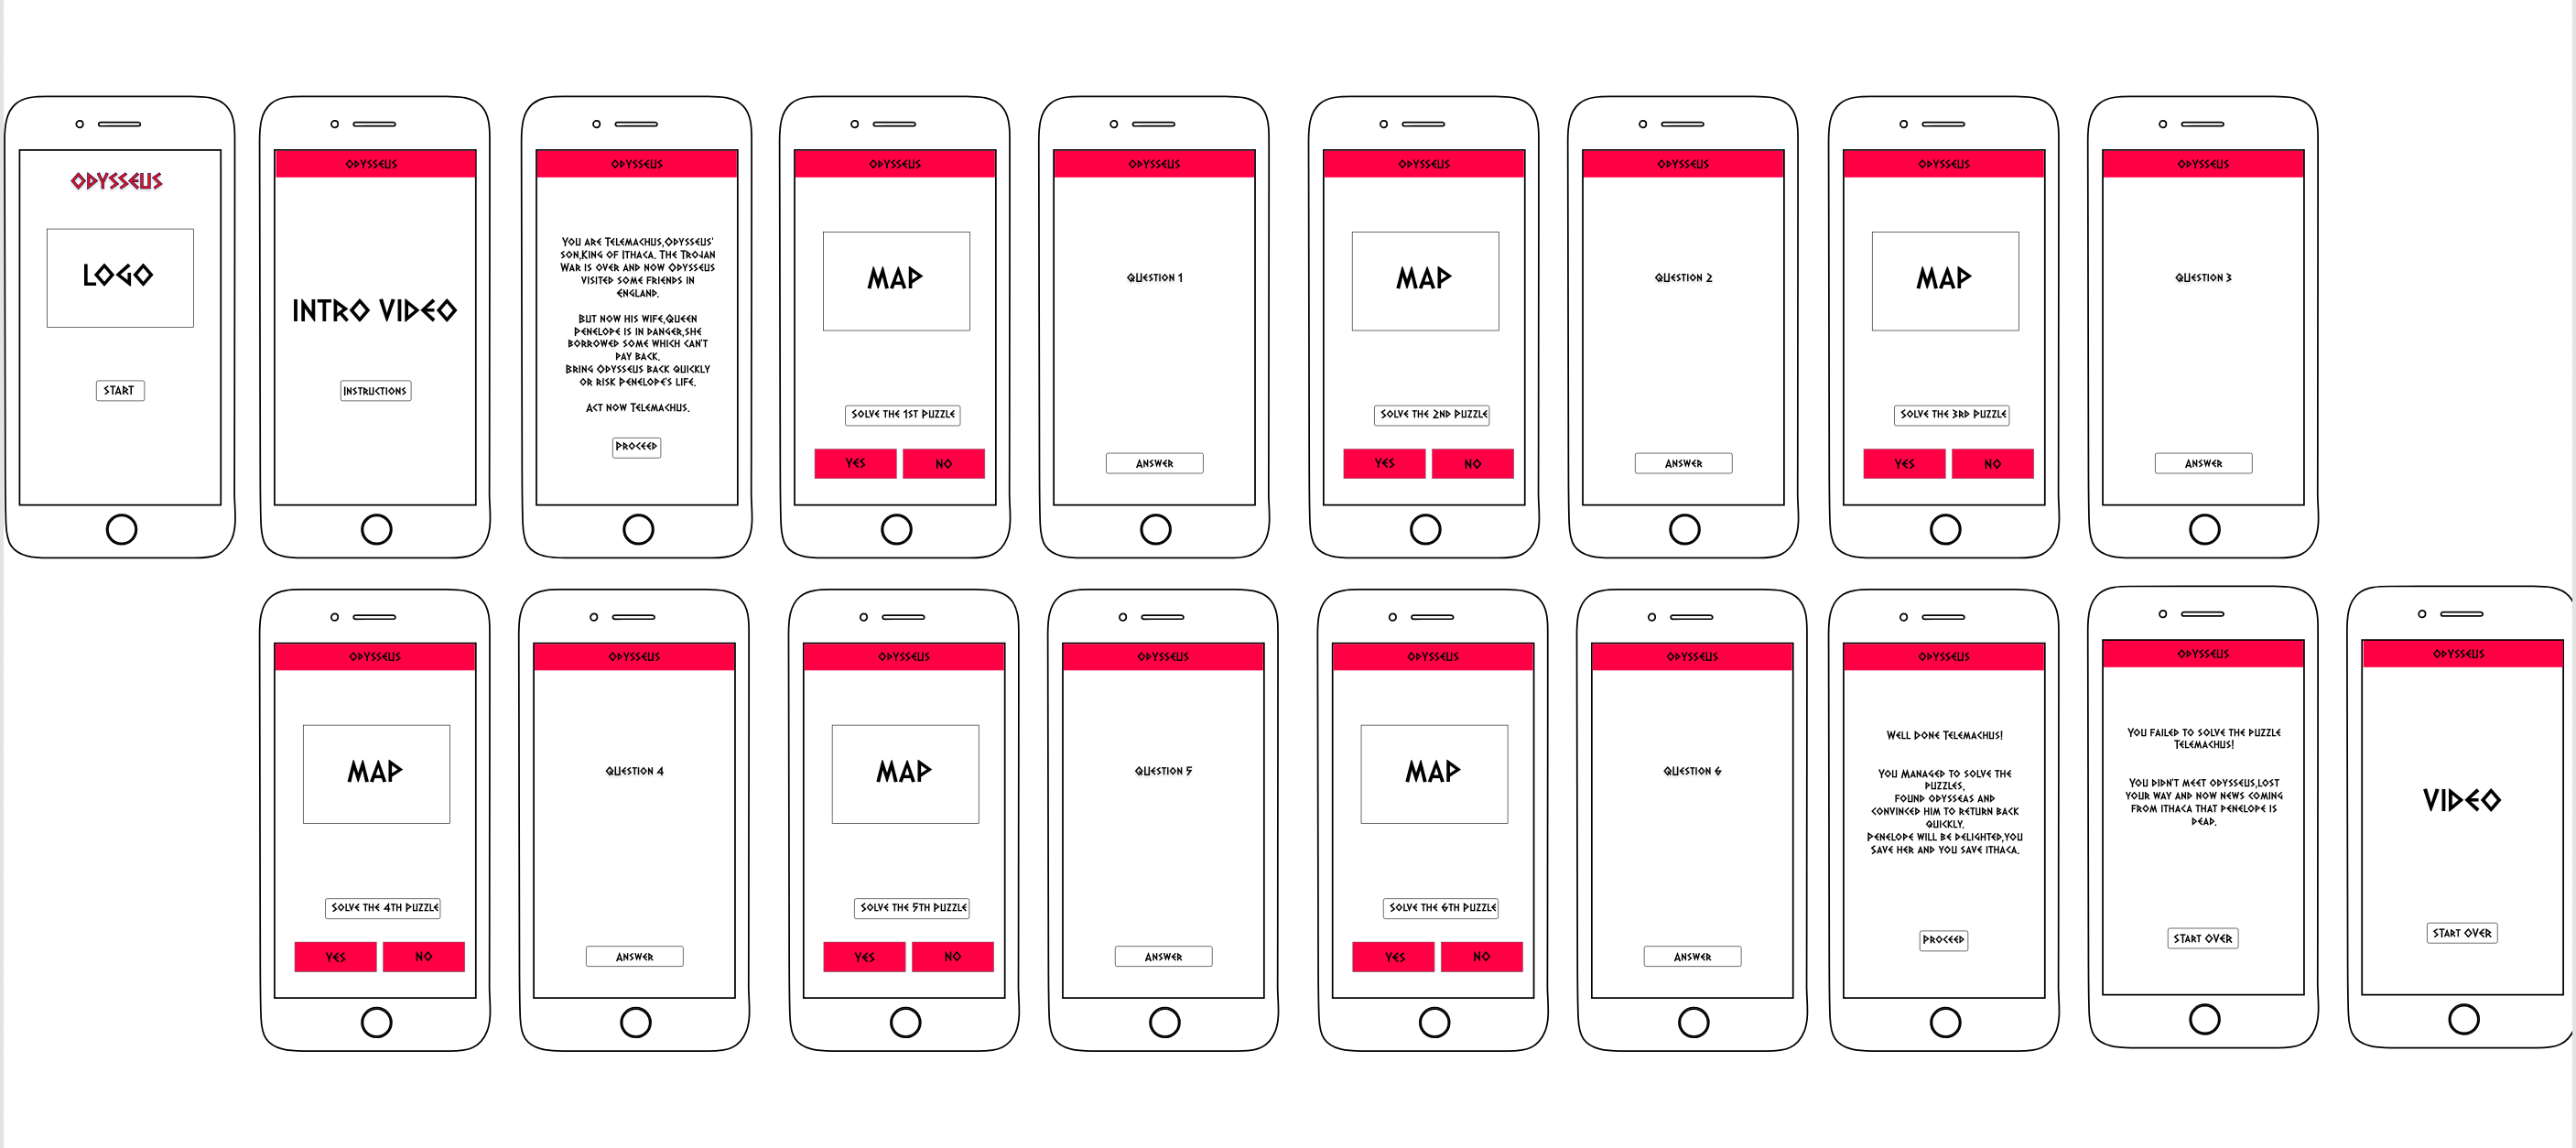 ODYSSEUS
LOGO
START
ODYSSEUS
INTRO VIDEO
INSTRUCTIONS
ODYSSEUS
You are Telemachus,Odysseus'
son,King of Ithaca. The Trojan
War is over and now Odysseus
visited some friends in
England.
But now his wife,Queen
Penelope is in danger,she
borrowed some which can't
pay back.
Bring Odysseus back quickly
or risk Penelope's life.
Act now Telemachus.
PROCEED
ODYSSEUS
MAP
Solve the 1st Puzzle
YES
NO
ODYSSEUS
Question 1
Answer
ODYSSEUS
MAP
Solve the 2nd Puzzle
YES
NO
ODYSSEUS
Question 2
Answer
ODYSSEUS
MAP
Solve the 3rd Puzzle
YES
NO
ODYSSEUS
Question 3
Answer
ODYSSEUS
MAP
Solve the 4th Puzzle
YES
NO
ODYSSEUS
Question 4
Answer
ODYSSEUS
MAP
Solve the 5th Puzzle
YES
NO
ODYSSEUS
Question 5
Answer
ODYSSEUS
MAP
Solve the 6th Puzzle
YES
NO
ODYSSEUS
Question 6
Answer
ODYSSEUS
Well Done Telemachus!
You Managed to solve the
puzzles,
found odysseas and
convinced him to return back
quickly.
Penelope will be delighted,you
save her and you save Ithaca.
PROCEED
ODYSSEUS
You failed to solve the puzzle
Telemachus!
You didn't meet odysseus,lost
your way and now news coming
from Ithaca that Penelope is
dead.
START OVER
ODYSSEUS
VIDEO
START OVER